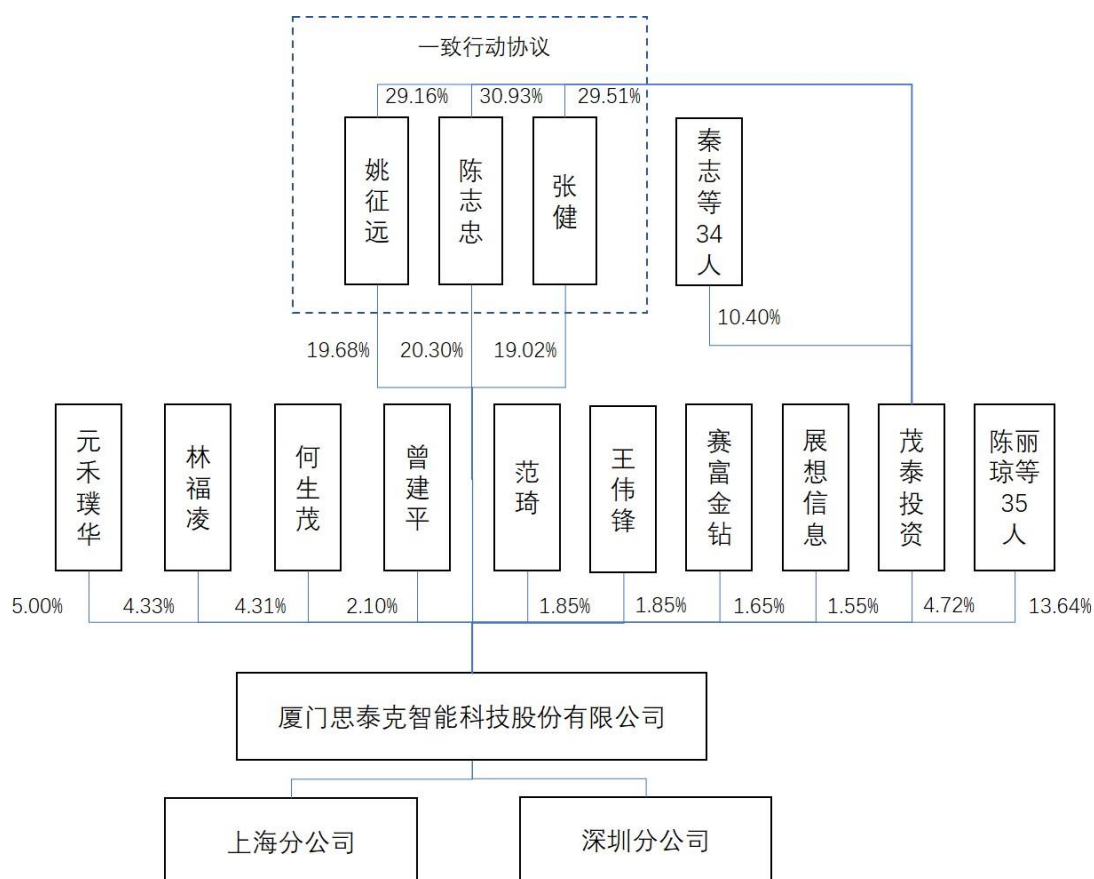 一致行动协议
29.16%
30.93%
29.51%
姚征远
陈志忠
张健
秦志等34人
10.40%
19.68%
20.30%
19.02%
元禾璞华
林福凌
何生茂
曾建平
范琦
王伟锋
赛富金钻
展想信息
茂泰投资
陈丽琼等35人
5.00%
4.33%
4.31%
2.10%
1.85%
1.85%
1.65%
1.55%
4.72%
13.64%
厦门思泰克智能科技股份有限公司
上海分公司
深圳分公司